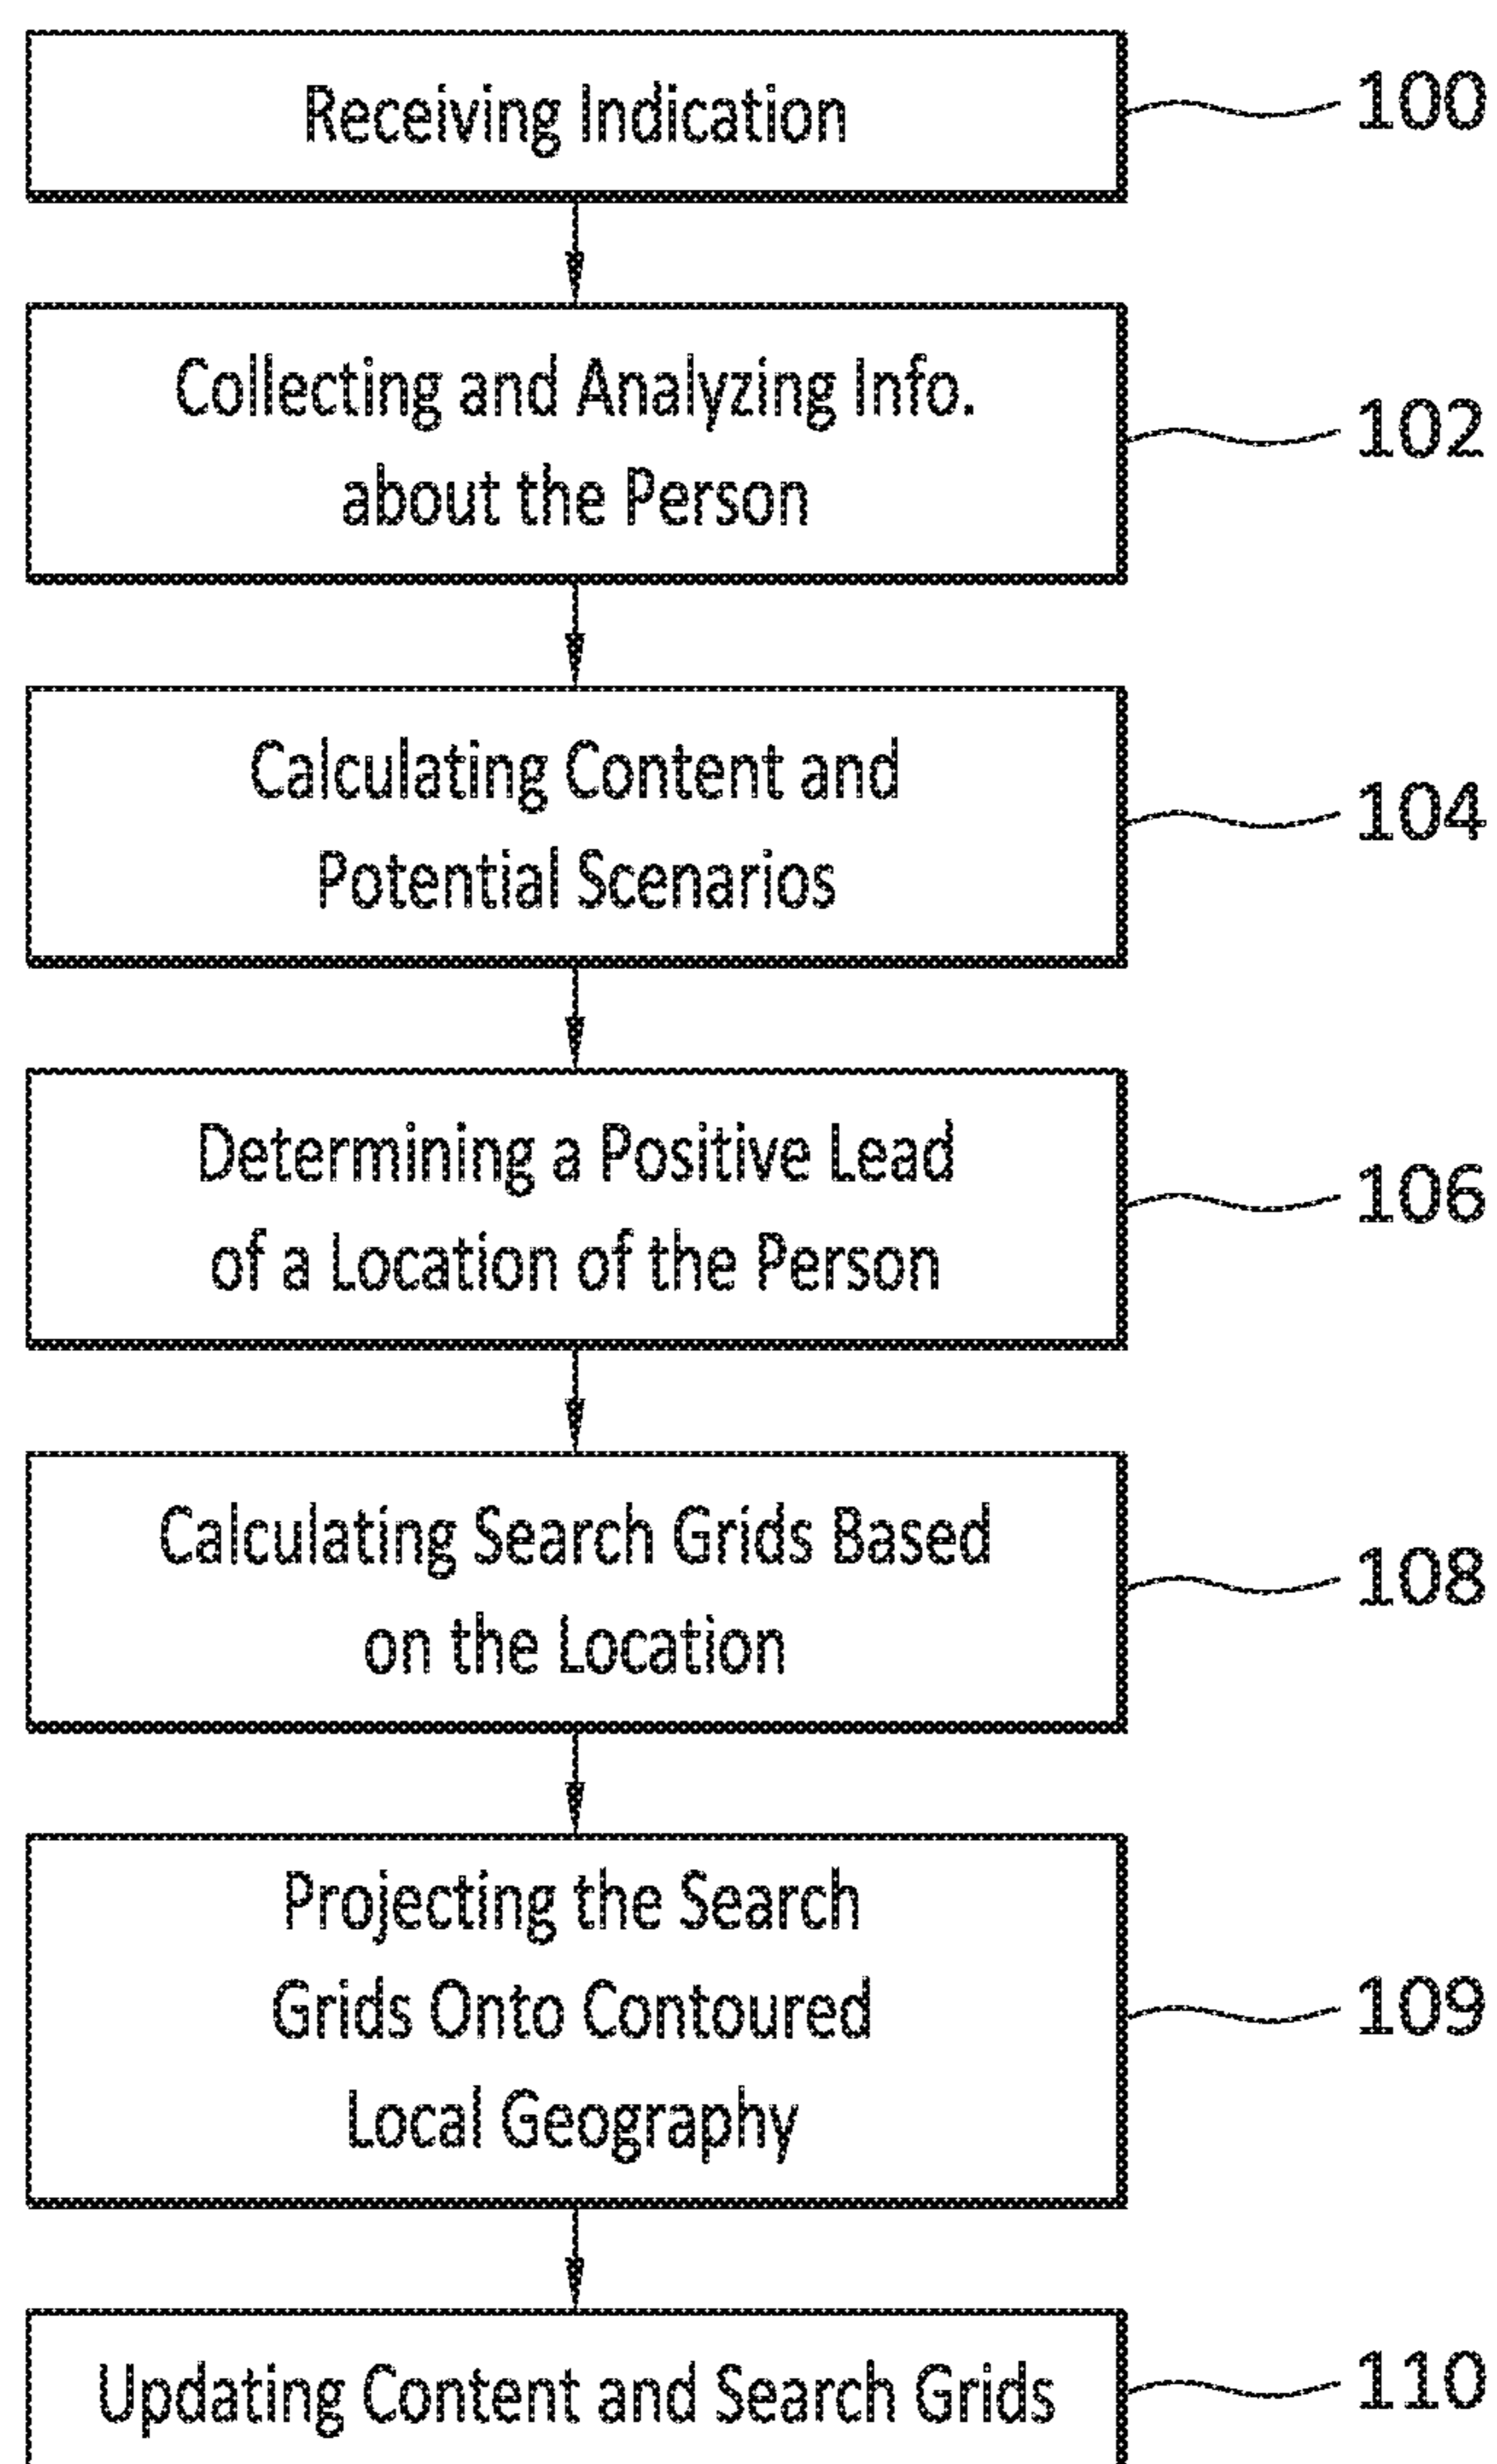 Receiving Indication
100
Collecting and Analyzing Info.
about the Person
102
Calculating Content and
Potential Scenarios
104
Determining a Positive Lead
of a Location of the Person
106
Calculating Search Grids Based
on the Location
108
Projecting the Search
Grids Onto Contoured
Local Geography
109
Updating Content and Search Grids
110